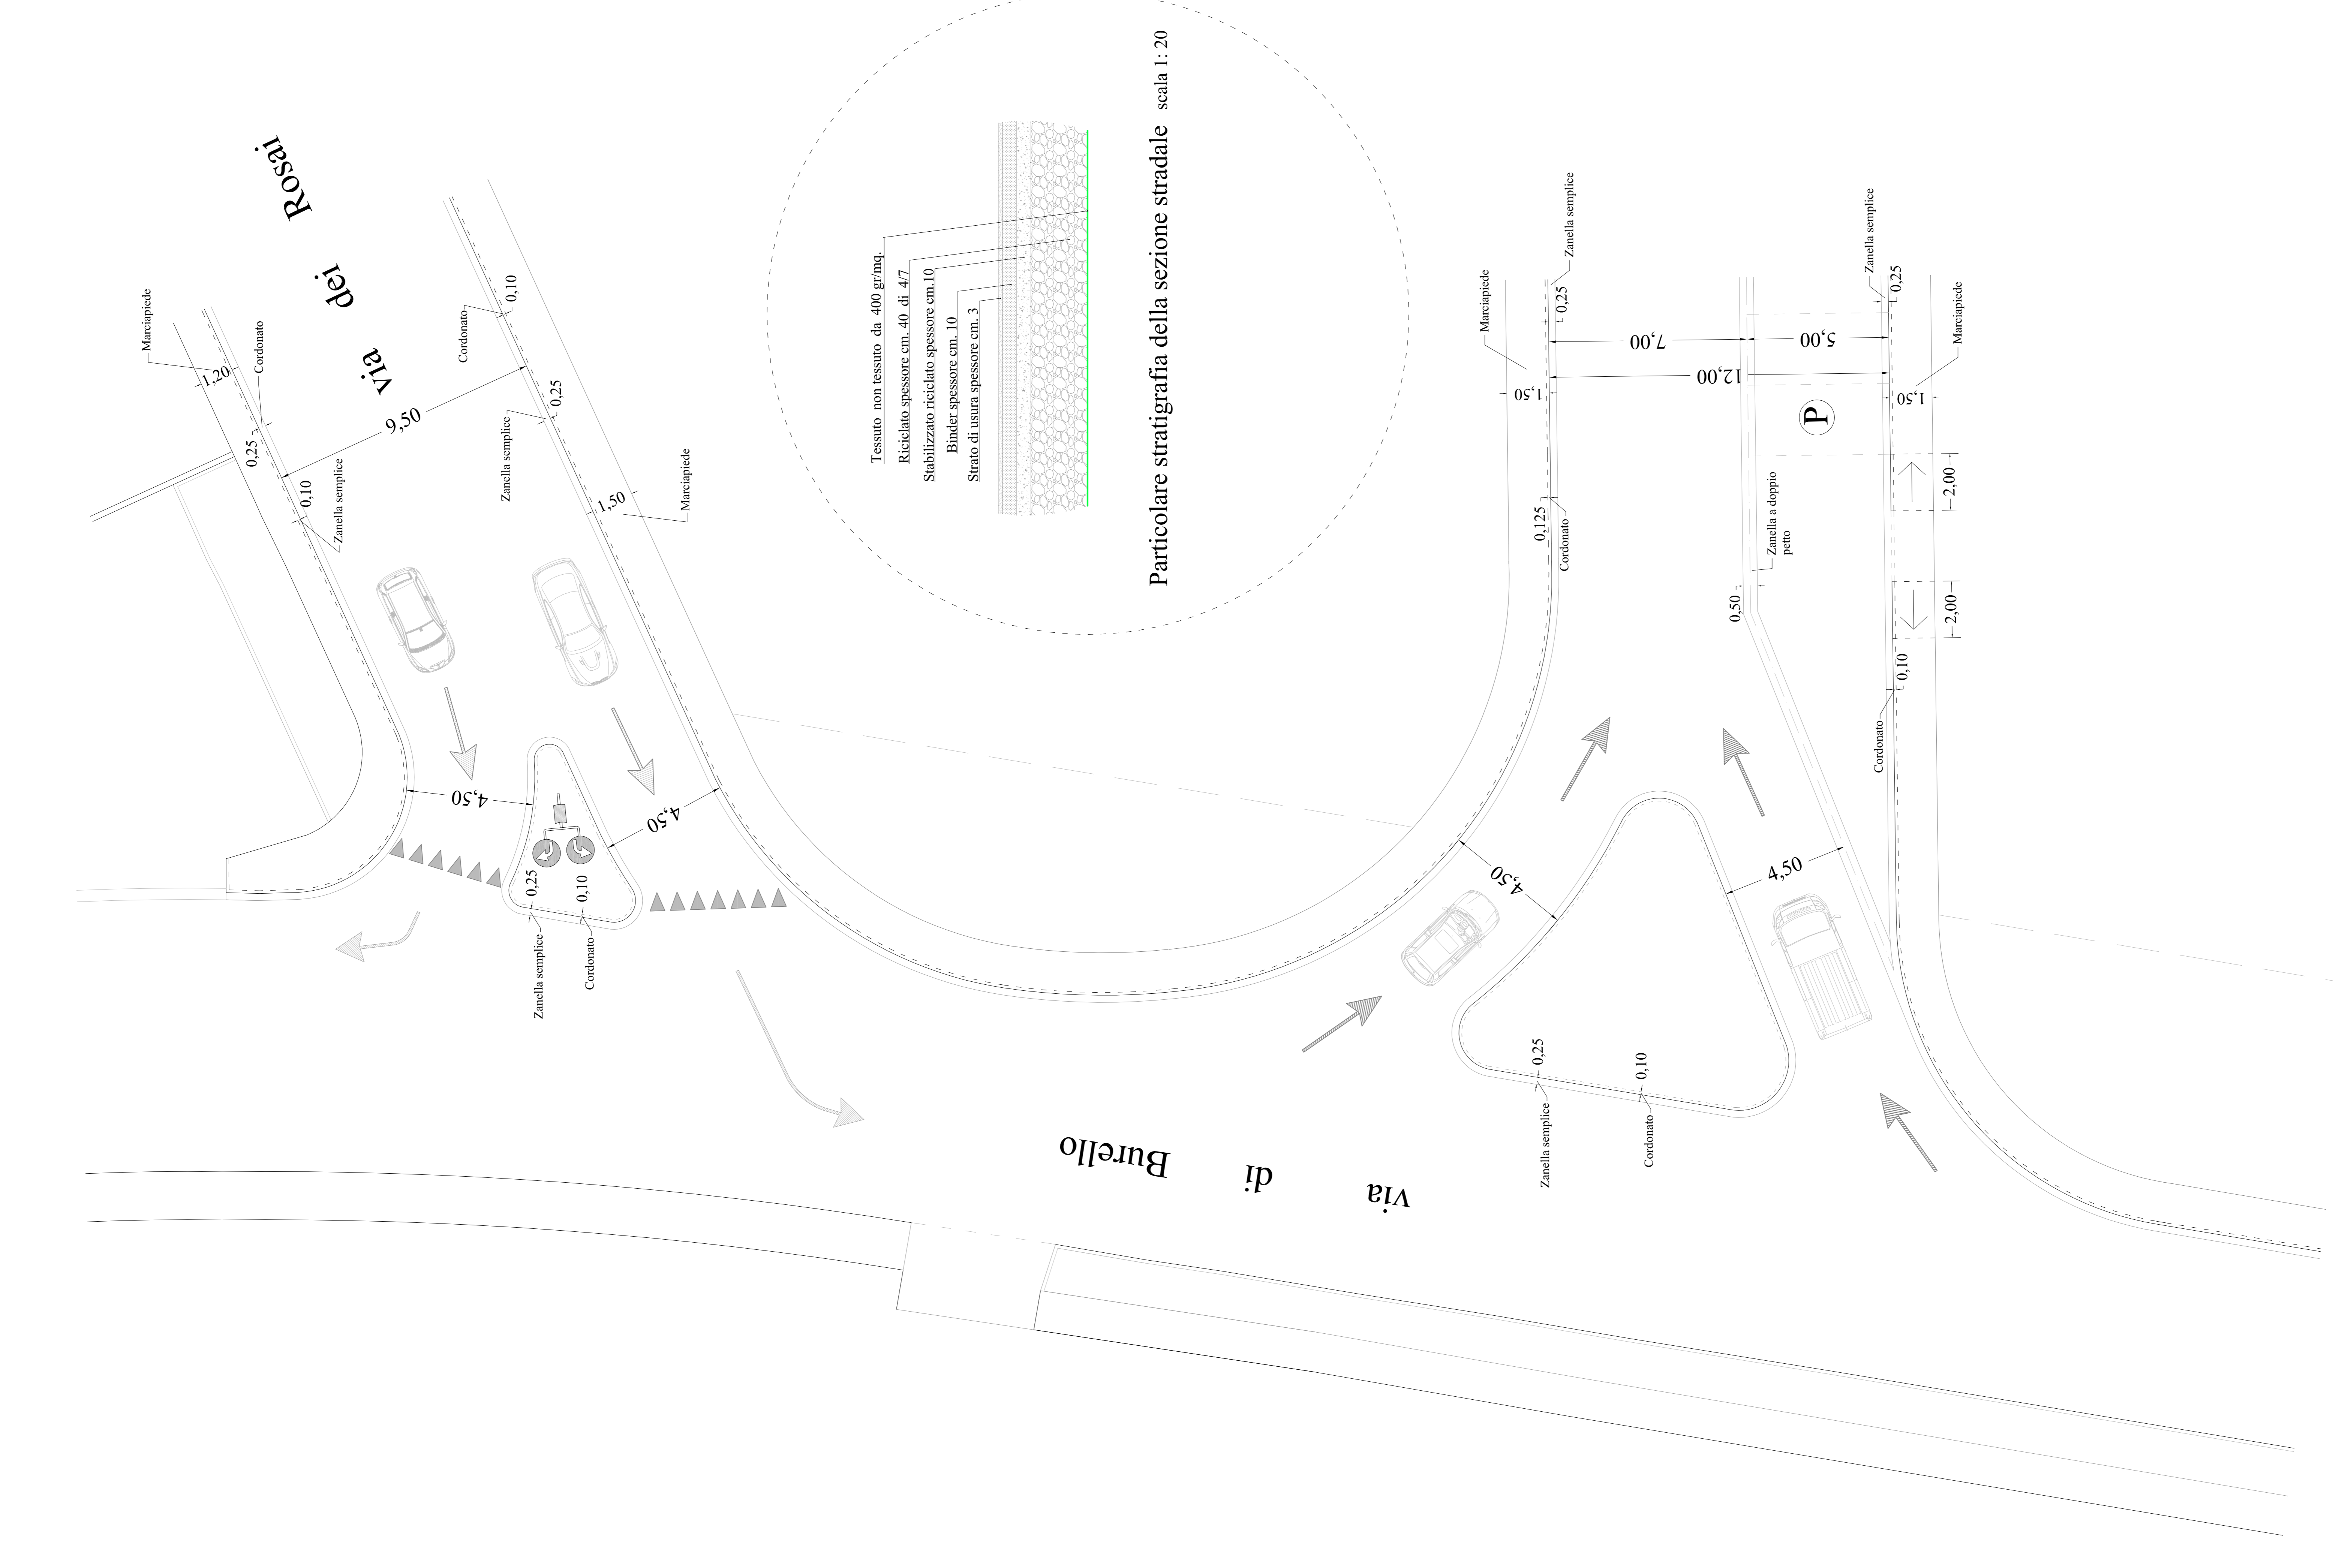 via dei Rosai
Marciapiede
1,20
Cordonato
0,25
9,50
0,10
Zanella semplice
Cordonato
0,10
Zanella semplice
0,25
1,50
Marciapiede
4,50
4,50
0,25
0,10
Zanella semplice
Cordonato
Tessuto non tessuto da 400 gr/mq.
Riciclato spessore cm. 40 di 4/7
Stabilizzato riciclato spessore cm.10
Binder spessore cm. 10
Strato di usura spessore cm. 3
Particolare stratigrafia della sezione stradale scala 1: 20
Marciapiede
Zanella semplice
0,25
7,00
5,00
12,00
1,50
Zanella semplice
0,25
Marciapiede
1,50
P
0,125
Cordonato
Zanella a doppio
petto
0,50
2,00
2,00
0,10
Cordonato
4,50
4,50
0,25
0,10
Zanella semplice
Cordonato
via di Burello